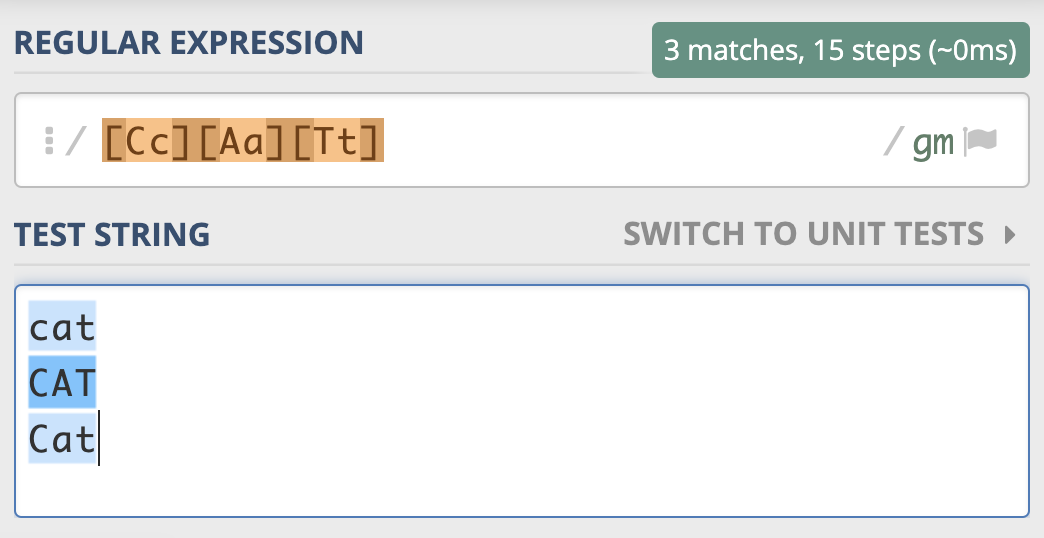 REGULAR EXPRESSION
3 matches, 15 steps (~0ms)
/ [Cc][Aa][Tt] / gm
TEST STRING
SWITCH TO UNIT TESTS
cat
CAT
Cat